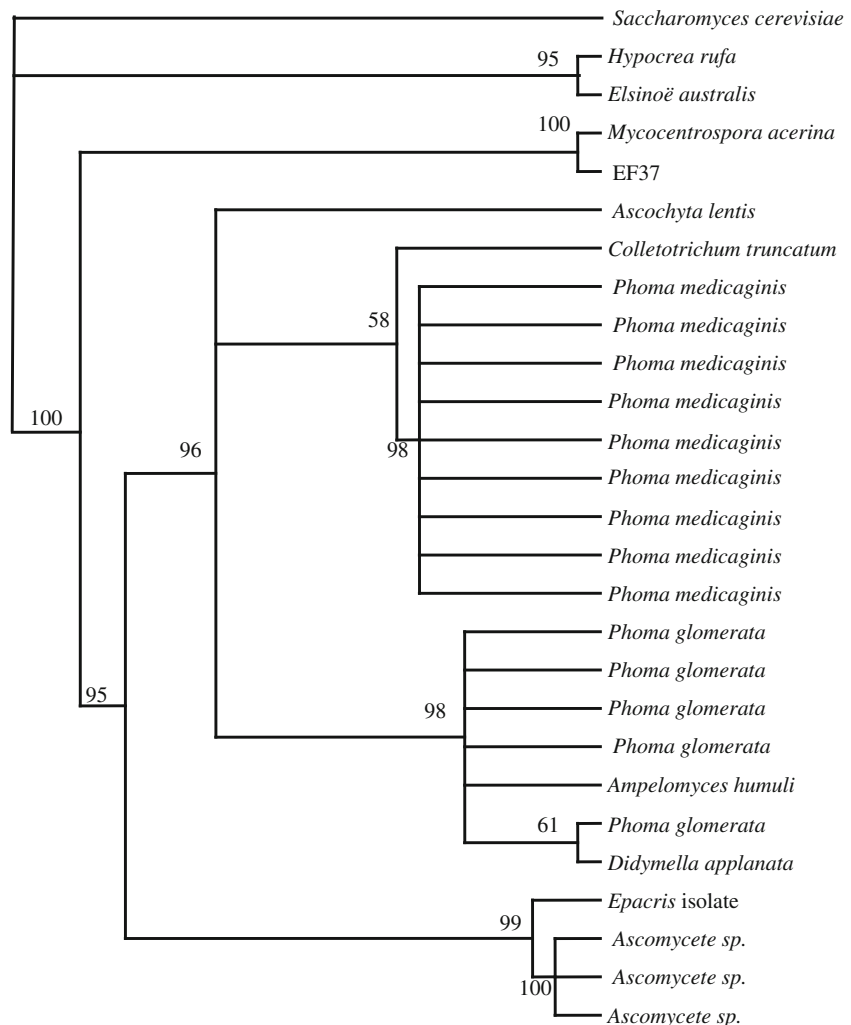 Saccharomyces cerevisiae
95
Hypocrea rufa
Elsinoë australis
100
Mycocentrospora acerina
EF37
Ascochyta lentis
Colletotrichum truncatum
Phoma medicaginis
58
Phoma medicaginis
Phoma medicaginis
Phoma medicaginis
100
96
98
Phoma medicaginis
Phoma medicaginis
Phoma medicaginis
Phoma medicaginis
Phoma medicaginis
Phoma glomerata
Phoma glomerata
95
98
Phoma glomerata
Phoma glomerata
Ampelomyces humuli
61
Phoma glomerata
Didymella applanata
Epacris isolate
99
Ascomycete sp.
Ascomycete sp.
100
Ascomycete sp.